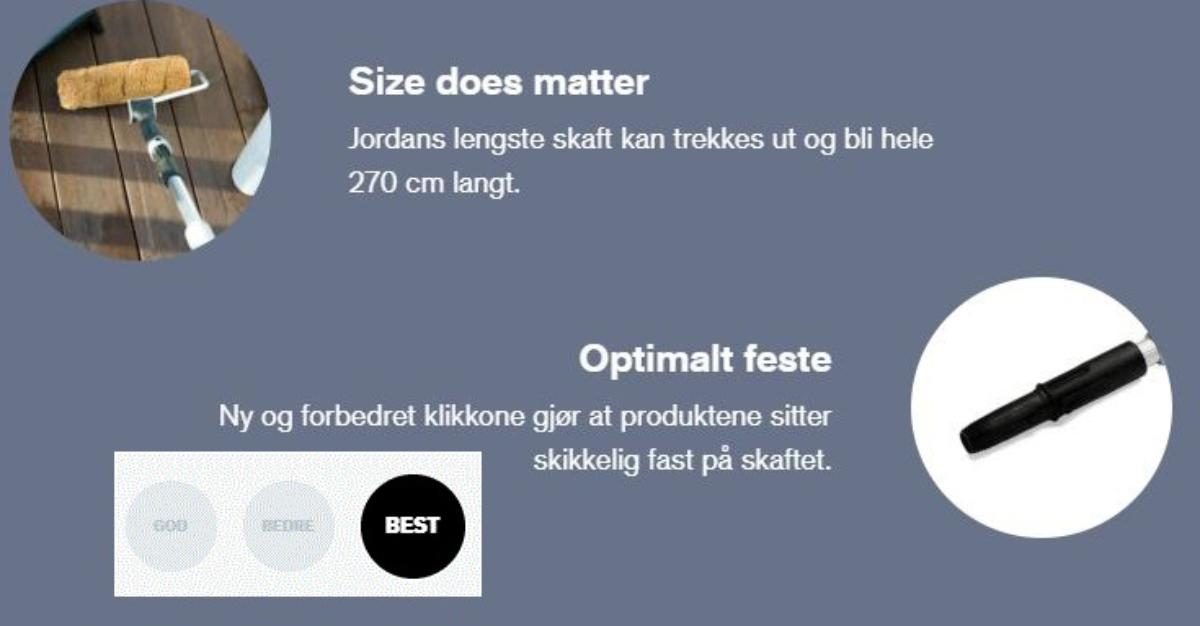 Size does matter
Jordans lengste skaft kan trekkes ut og bli hele
270 cm langt.
Optimalt feste
Ny og forbedret klikkone gjør at produktene sitter
skikkelig fast på skaftet.
GOD
BEDRE
BEST